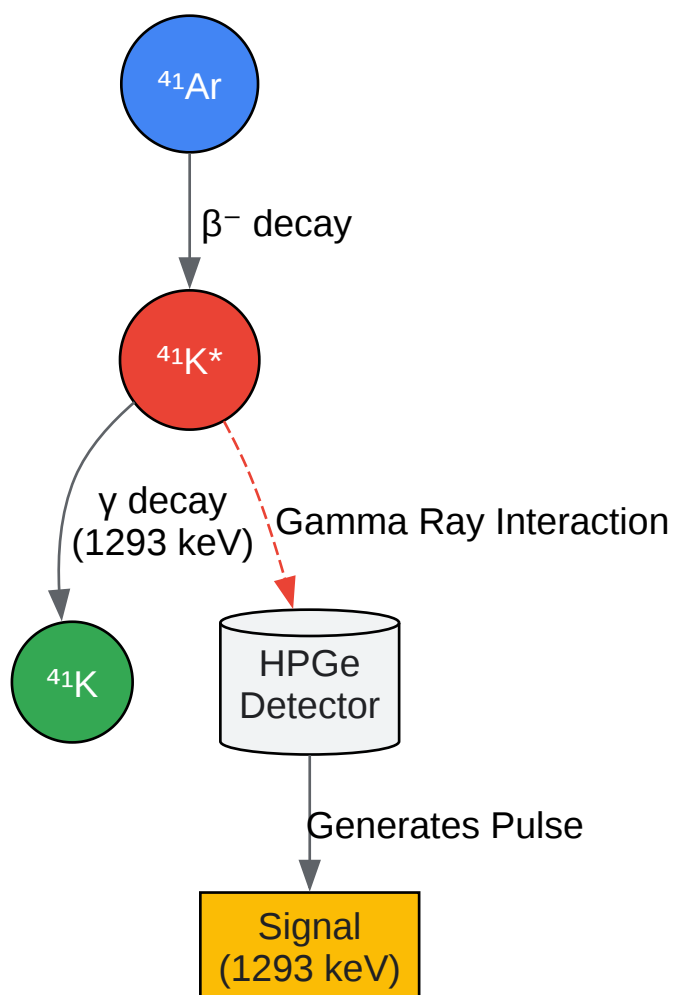 ⁴¹Ar
β⁻ decay
⁴¹K*
γ decay
(1293 keV)
Gamma Ray Interaction
⁴¹K
HPGe
Detector
Generates Pulse
Signal
(1293 keV)